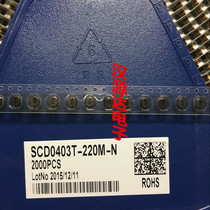 SCD0403T-220M-N
2000PCS
LotNo 2015/12/11
ROHS